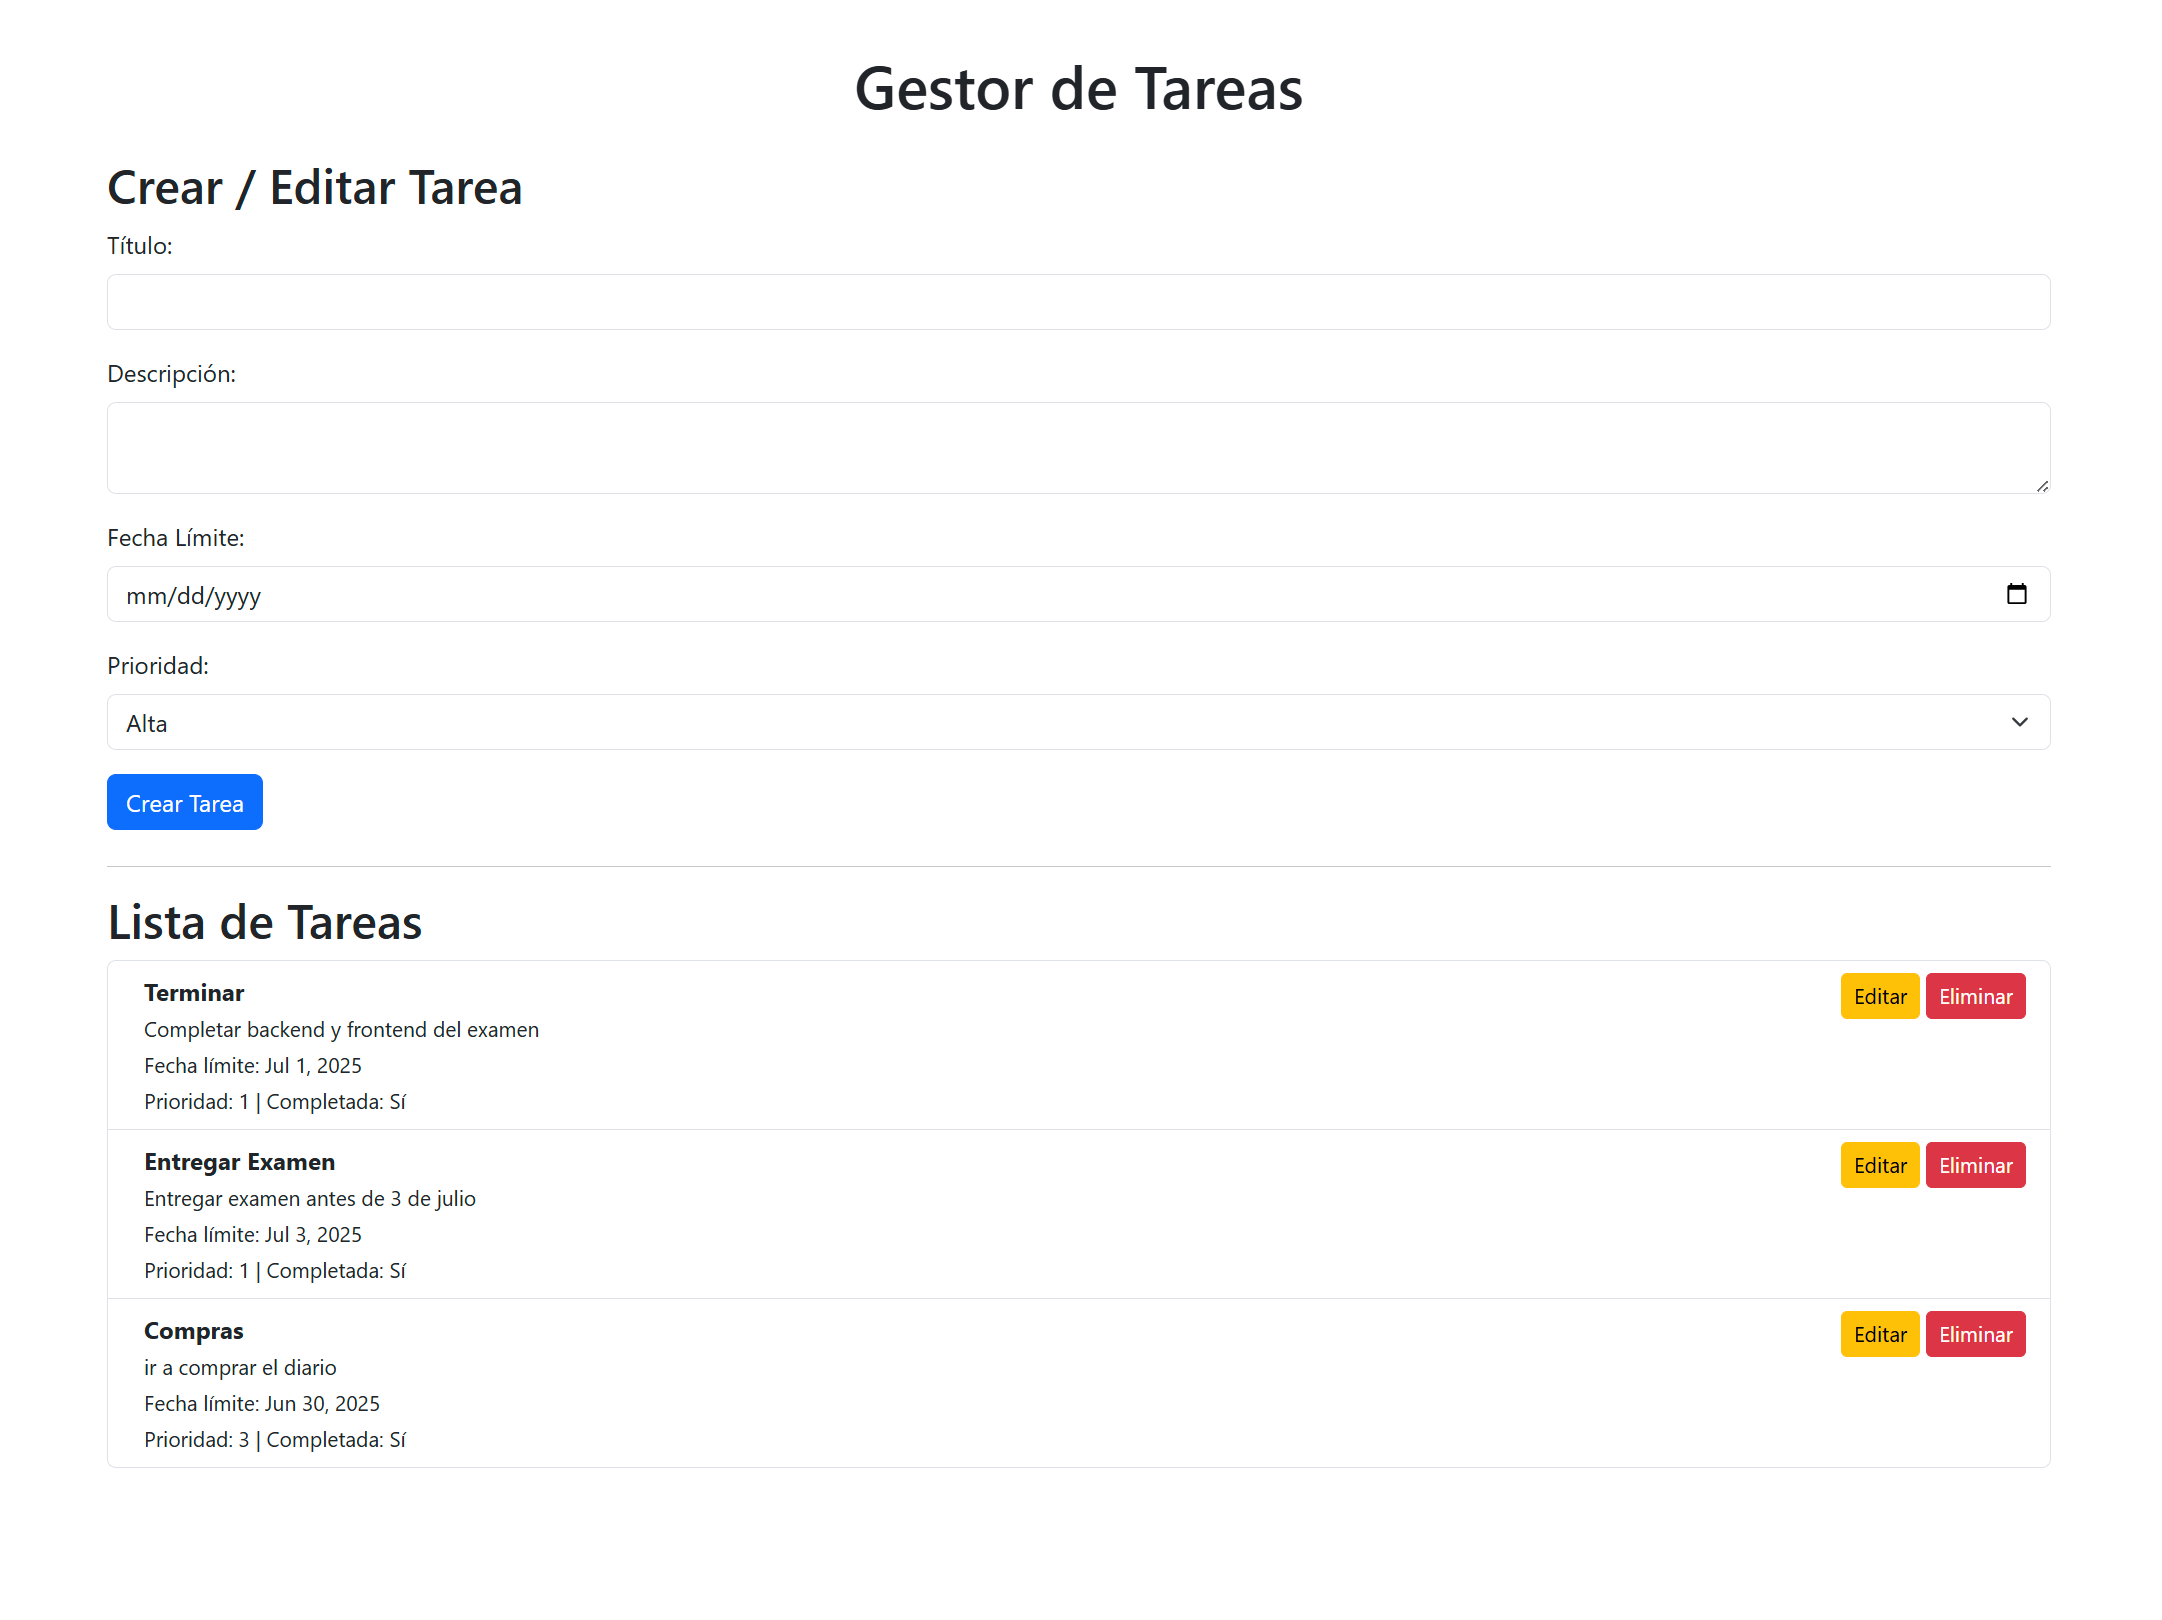 Gestor de Tareas
Crear / Editar Tarea
Título:
Descripción:
Fecha Límite:
mm/dd/yyyy
Prioridad:
Alta
Crear Tarea
Lista de Tareas
Terminar
Editar Eliminar
Completar backend y frontend del examen
Fecha límite: Jul 1, 2025
Prioridad: 1 | Completada: Sí
Entregar Examen
Editar Eliminar
Entregar examen antes de 3 de julio
Fecha límite: Jul 3, 2025
Prioridad: 1 | Completada: Sí
Compras
Editar Eliminar
ir a comprar el diario
Fecha límite: Jun 30, 2025
Prioridad: 3 | Completada: Sí